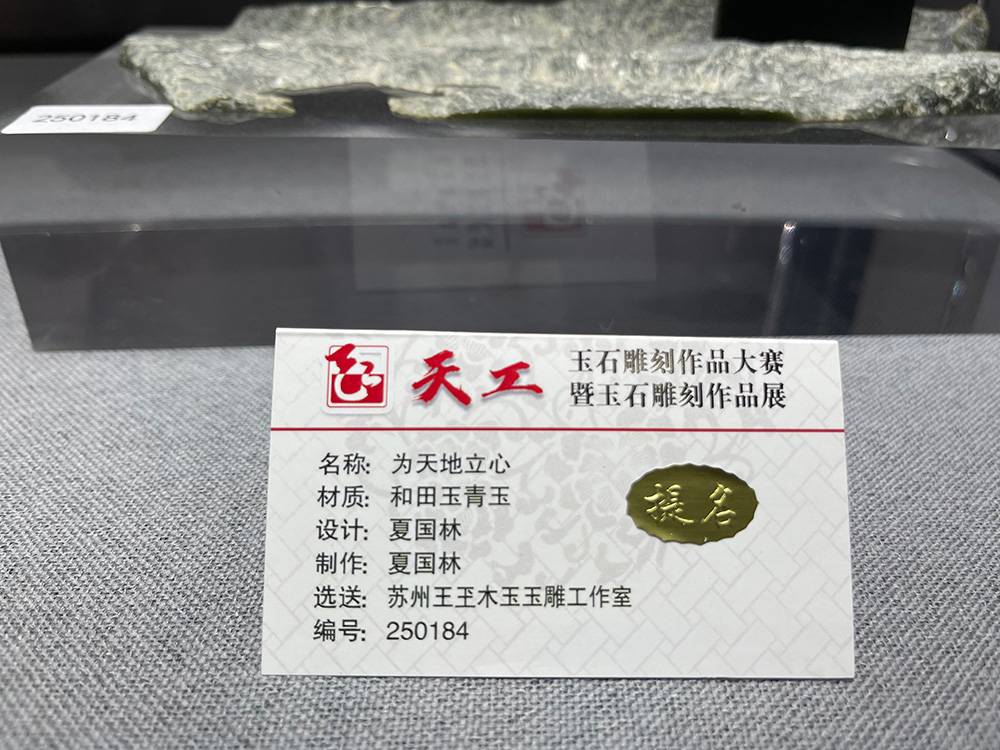 250184
天工
玉石雕刻作品大赛
暨玉石雕刻作品展
名称: 为天地立心
材质: 和田玉青玉
设计: 夏国林
制作: 夏国林
选送: 苏州王王木玉玉雕工作室
编号: 250184
提名